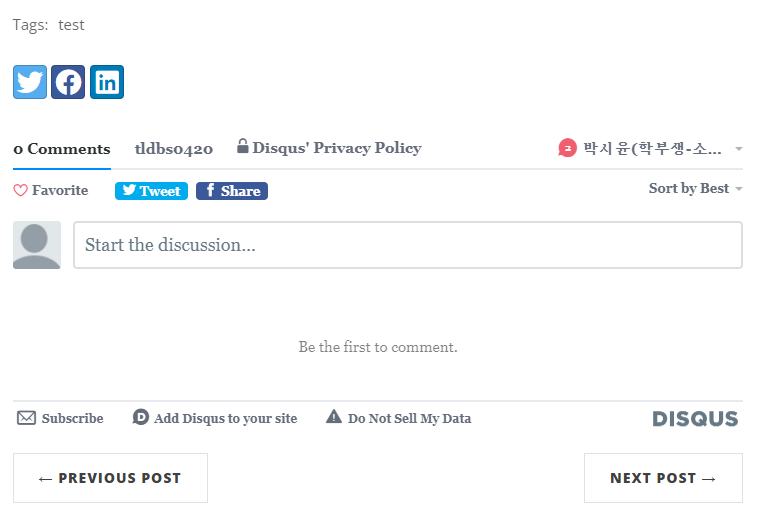 Tags: test
0 Comments tldbs0420 Disqus' Privacy Policy 2 박시윤(학부생-소...
Favorite Tweet Share Sort by Best
Start the discussion...
Be the first to comment.
Subscribe Add Disqus to your site Do Not Sell My Data DISQUS
← PREVIOUS POST NEXT POST →